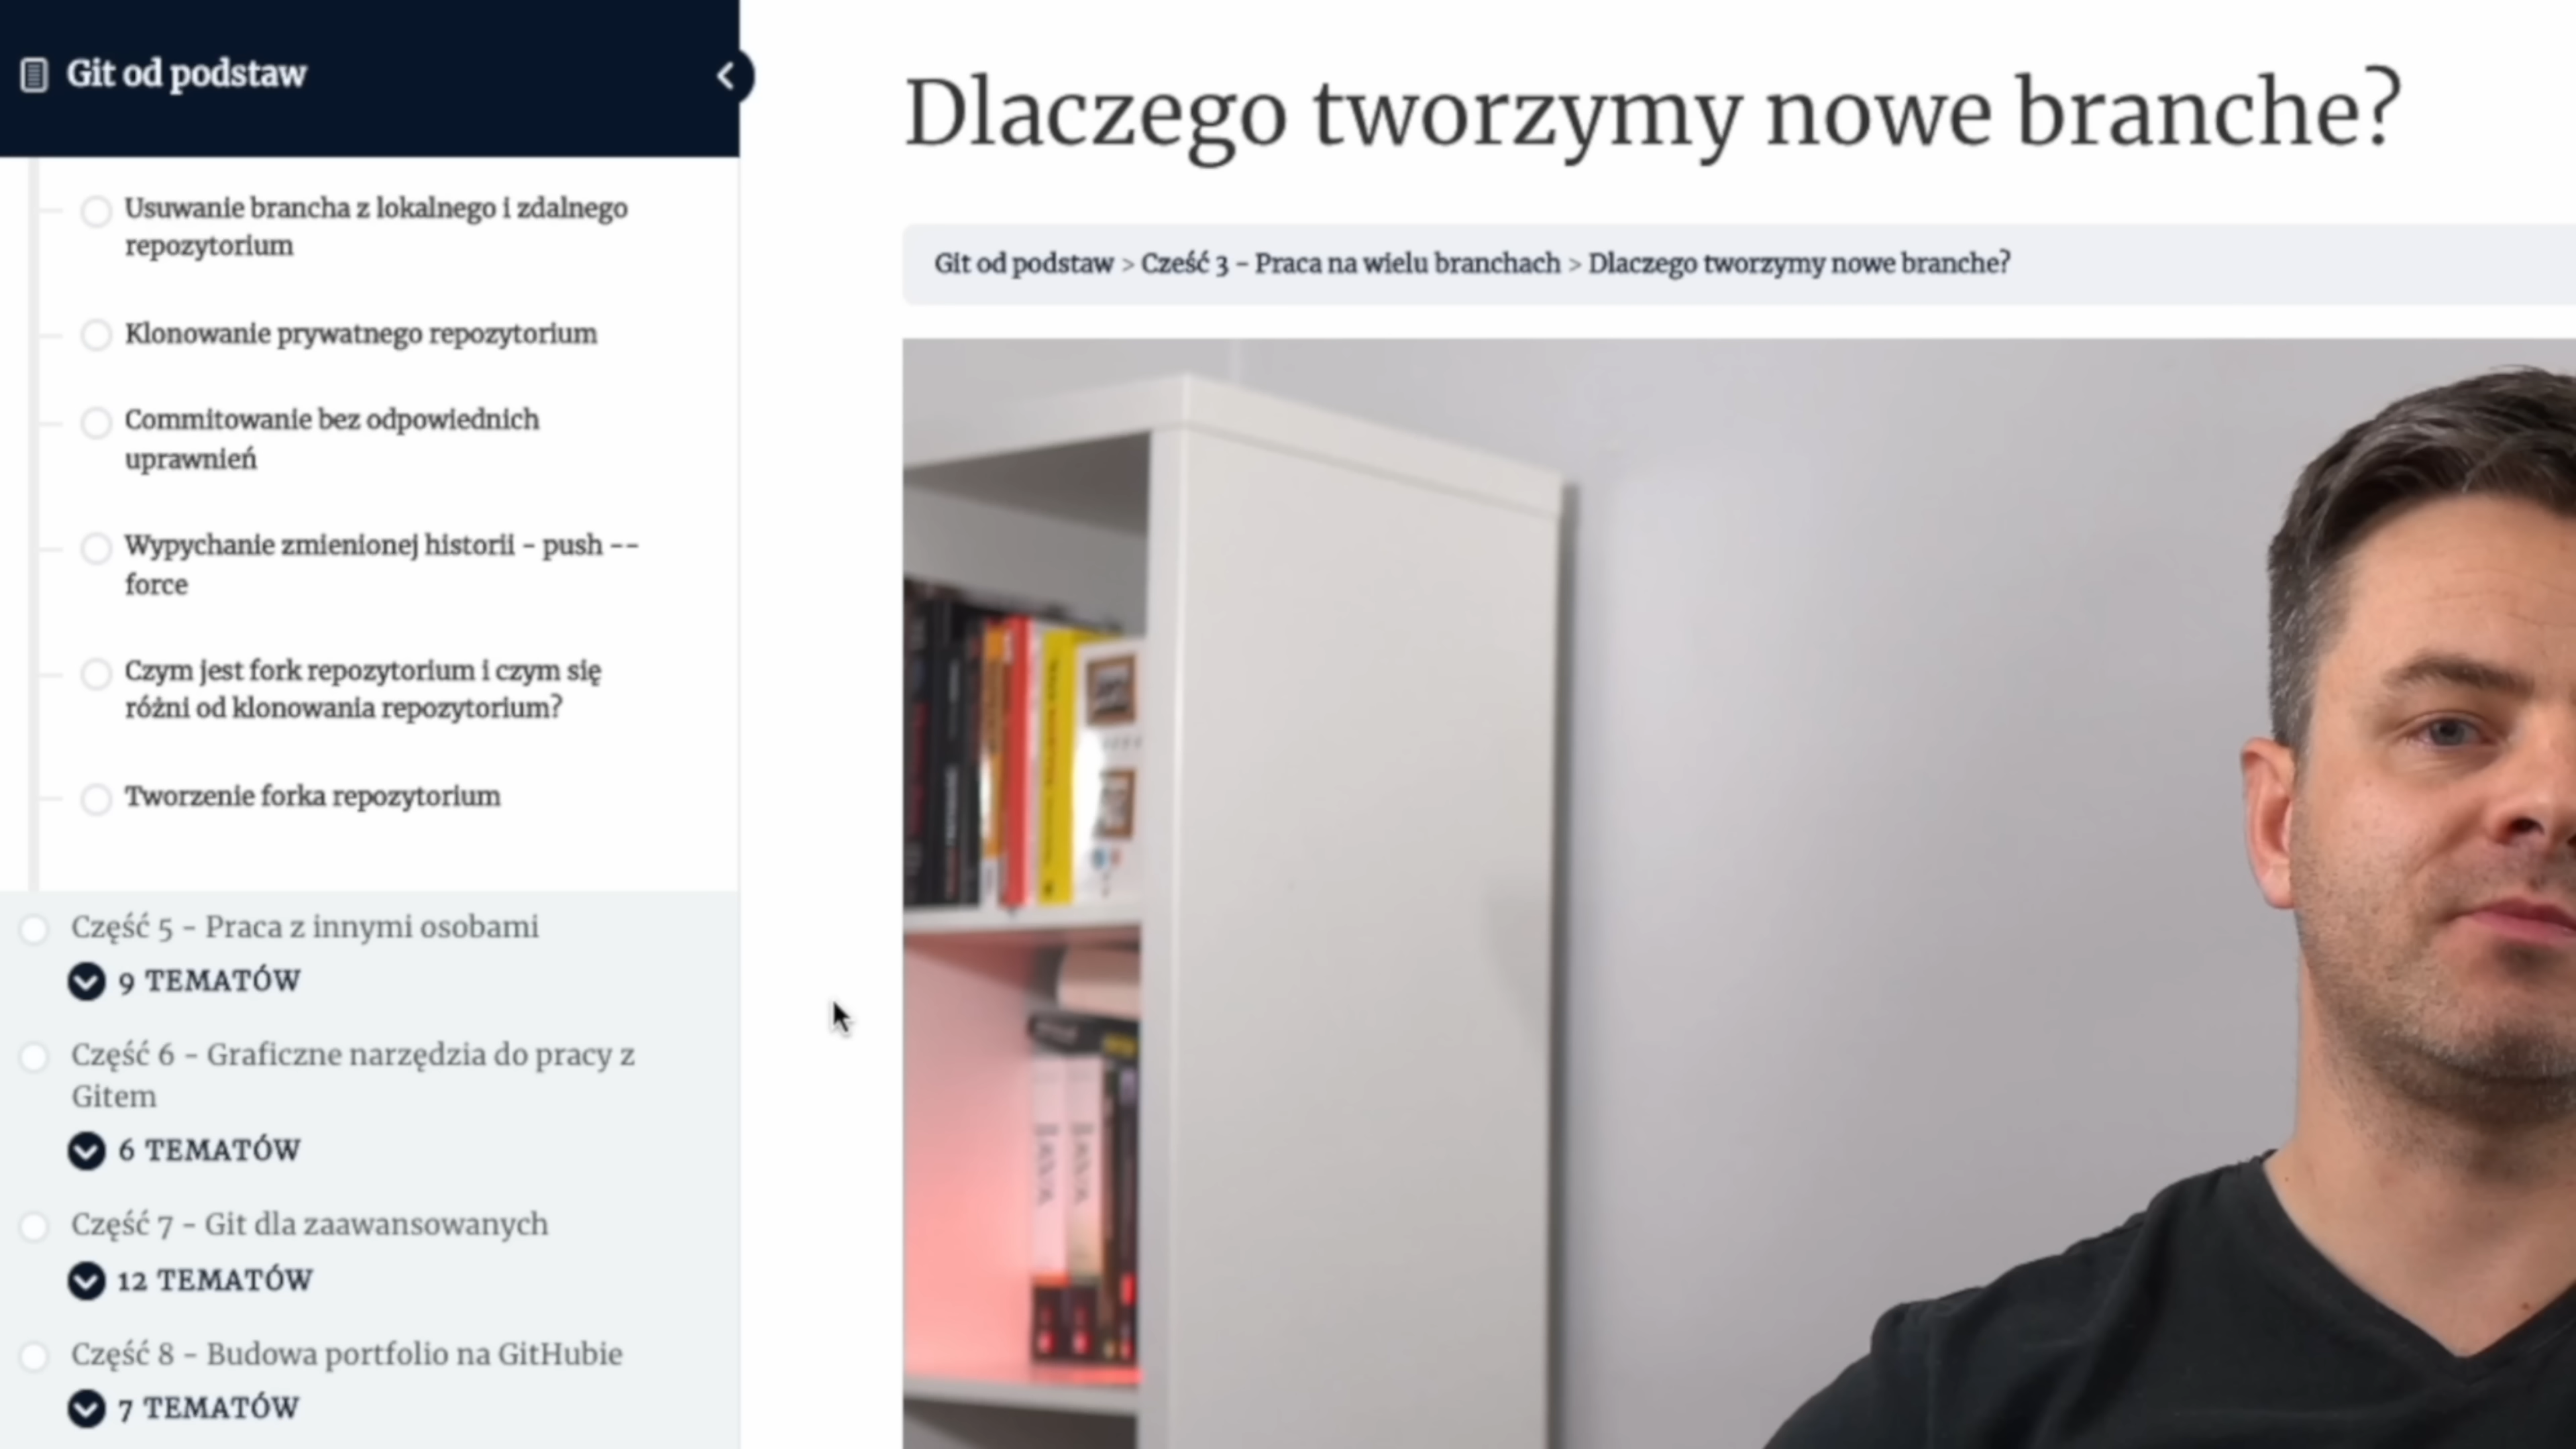 Git od podstaw
Usuwanie brancha z lokalnego i zdalnego
repozytorium
Klonowanie prywatnego repozytorium
Commitowanie bez odpowiednich
uprawnień
Wypychanie zmienionej historii - push --
force
Czym jest fork repozytorium i czym się
różni od klonowania repozytorium?
Tworzenie forka repozytorium
Część 5 - Praca z innymi osobami
9 TEMATÓW
Część 6 - Graficzne narzędzia do pracy z
Gitem
6 TEMATÓW
Część 7 - Git dla zaawansowanych
12 TEMATÓW
Część 8 - Budowa portfolio na GitHubie
7 TEMATÓW
Dlaczego tworzymy nowe branche?
Git od podstaw > Cześć 3 - Praca na wielu branchach > Dlaczego tworzymy nowe branche?